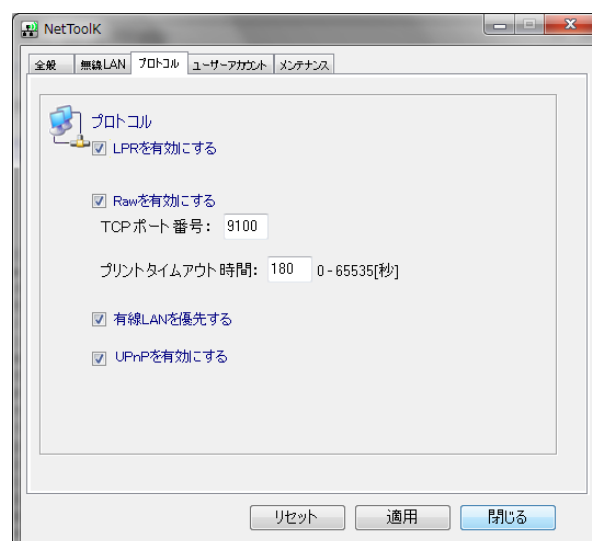 NetToolK
全般 無線LAN プロトコル ユーザーアカウント メンテナンス
プロトコル
LPRを有効にする
Rawを有効にする
TCPポート番号: 9100
プリントタイムアウト時間: 180 0-65535[秒]
有線LANを優先する
UPnPを有効にする
リセット 適用 閉じる